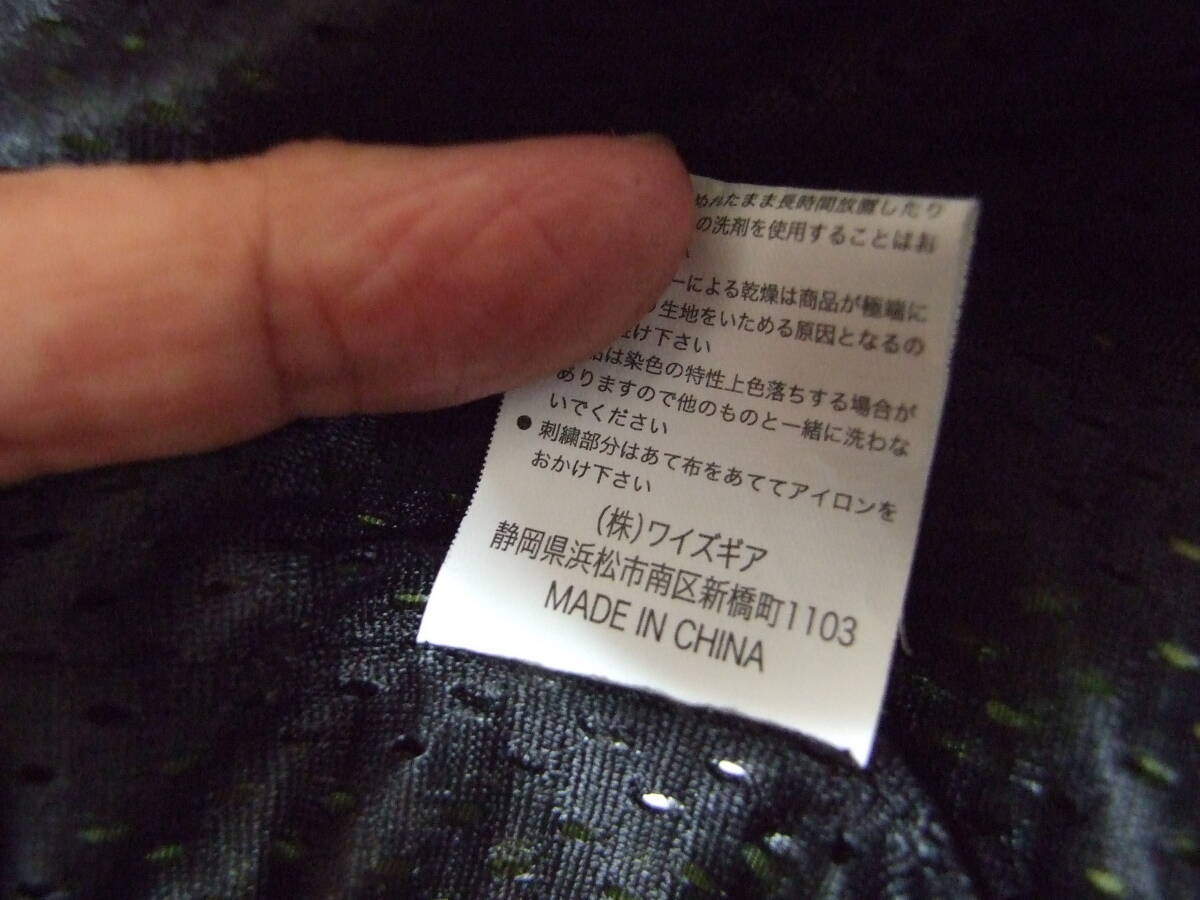 めれたまま長時間放置したり
の洗剤を使用することはお
ーによる乾燥は商品が極端に
り生地をいためる原因となるの
け下さい
品は染色の特性上色落ちする場合が
ありますので他のものと一緒に洗わな
いでください
● 刺繍部分はあて布をあててアイロンを
おかけ下さい
(株)ワイズギア
静岡県浜松市南区新橋町1103
MADE IN CHINA